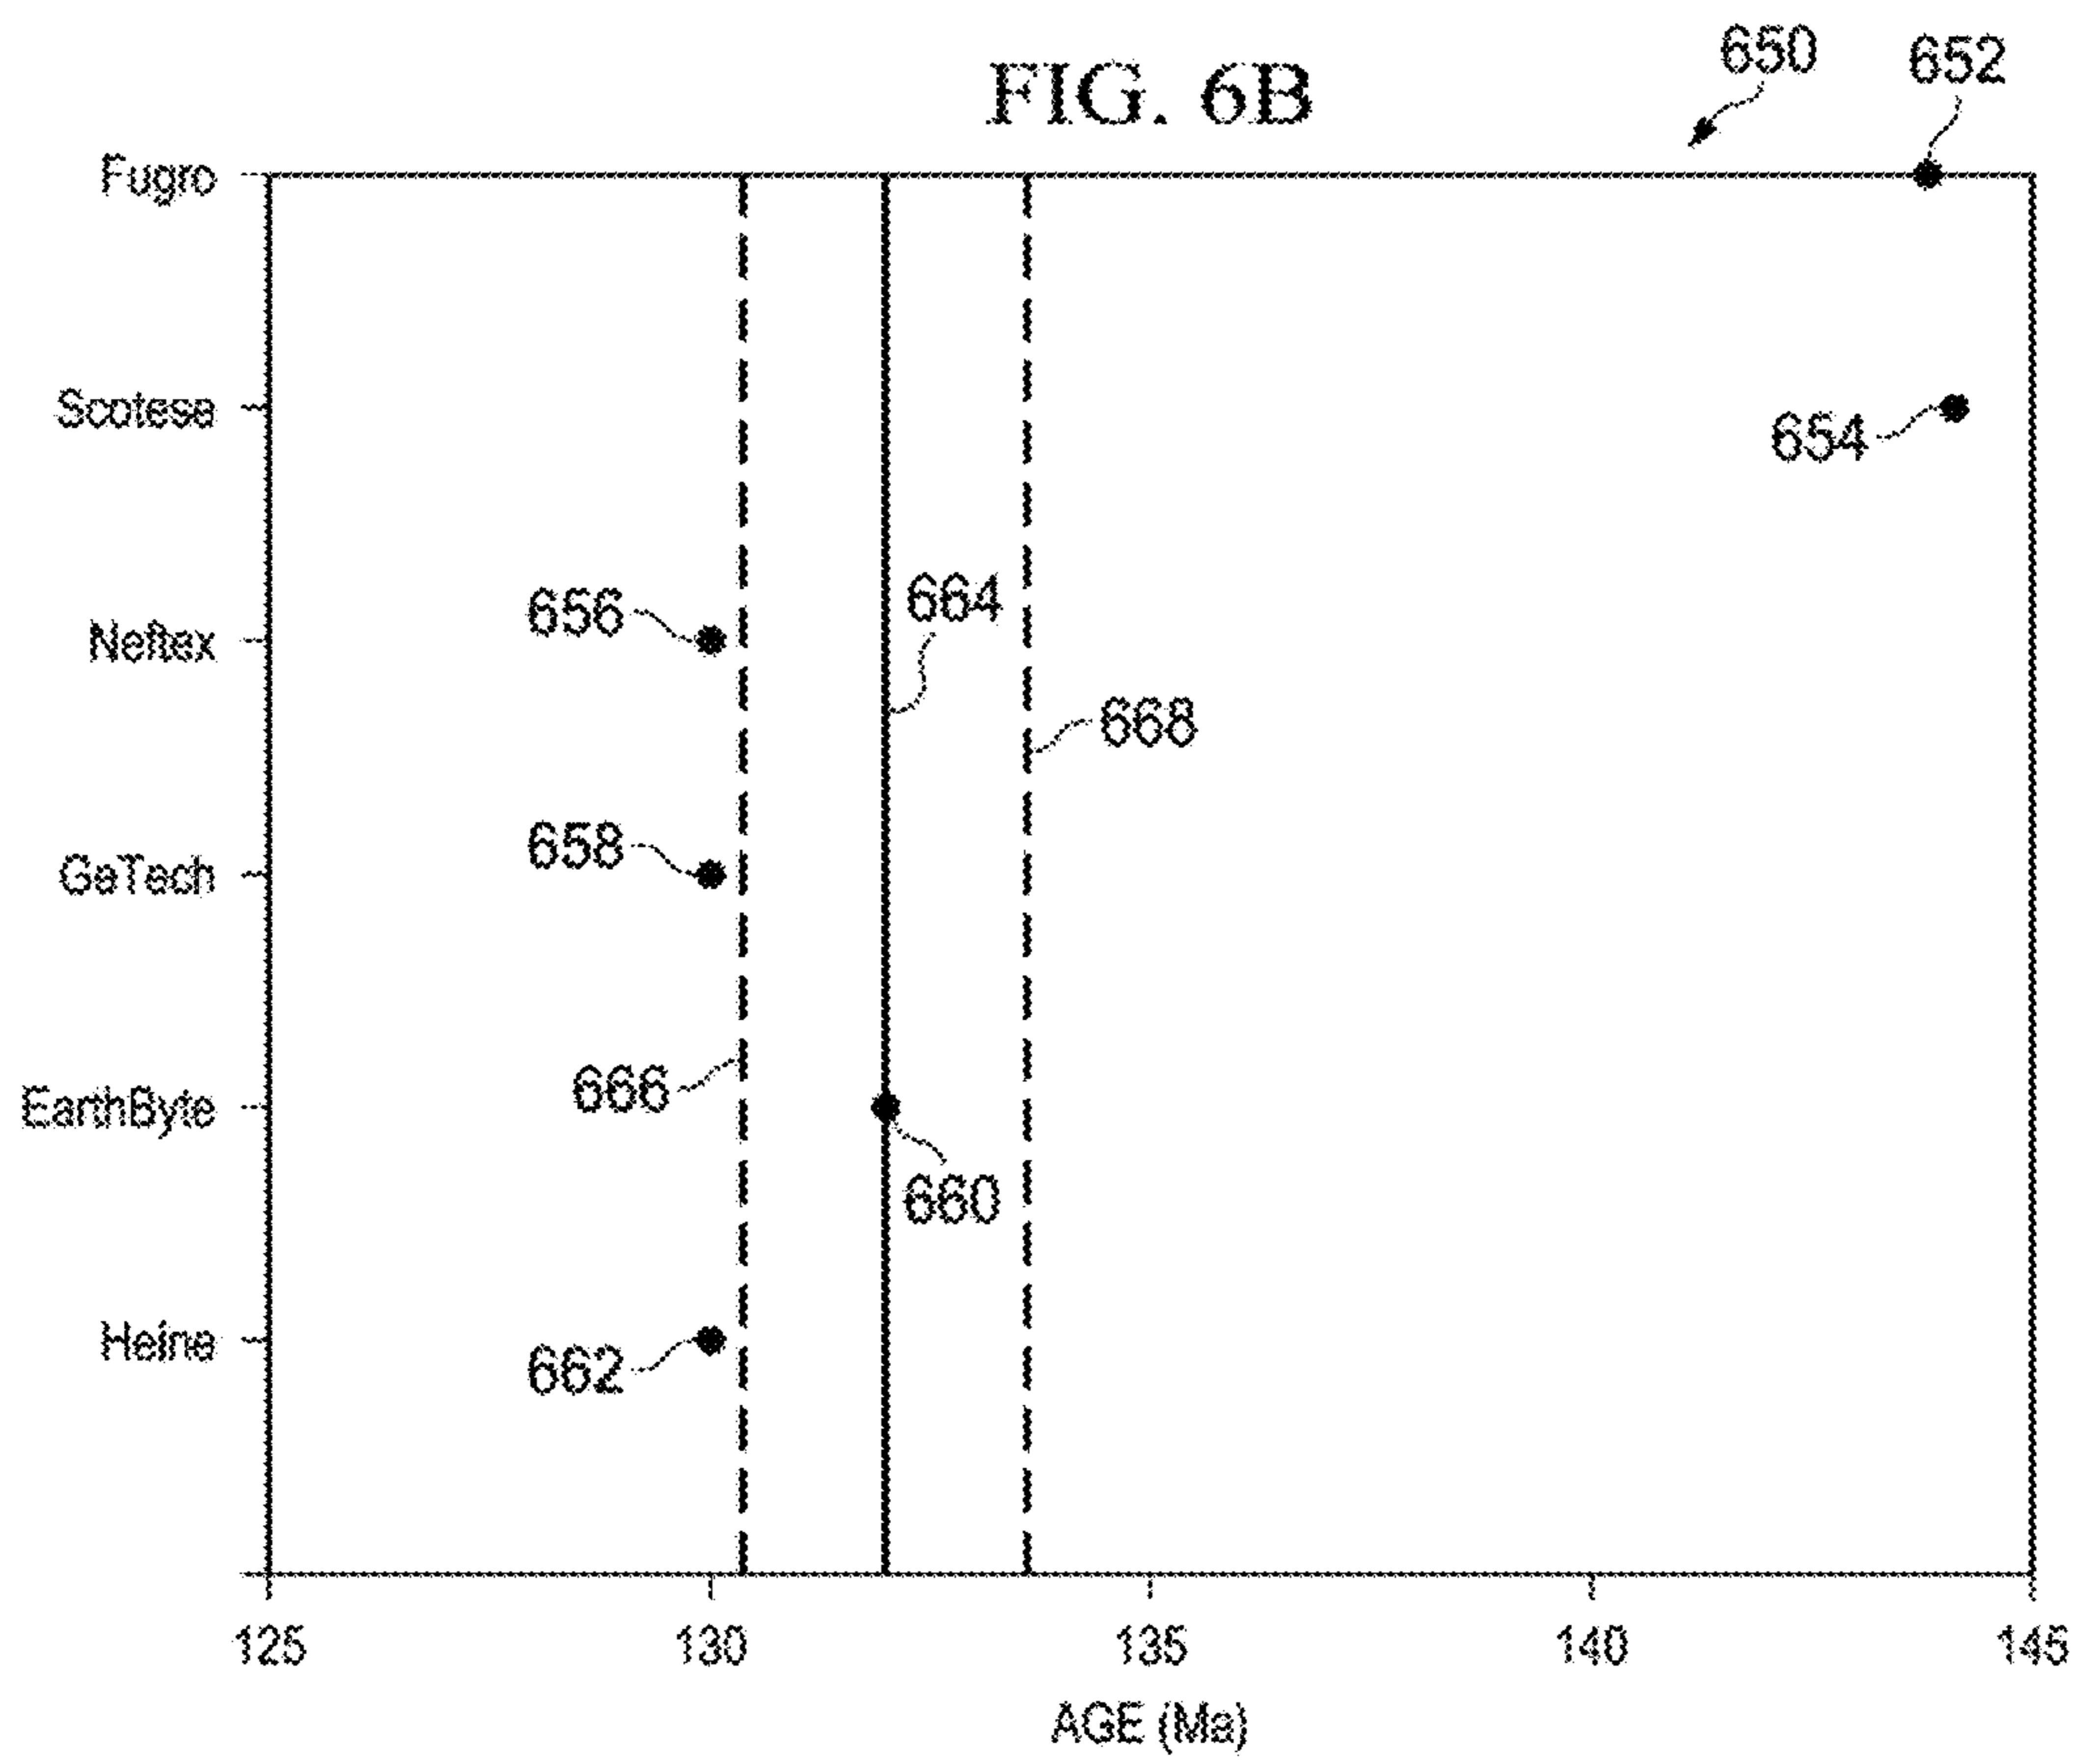 FIG. 6B
650
652
Fugro
Scotese
654
656
664
Neftex
668
658
GaTech
666
EarthByte
660
Heine
662
125 130 135 140 145
AGE (Ma)